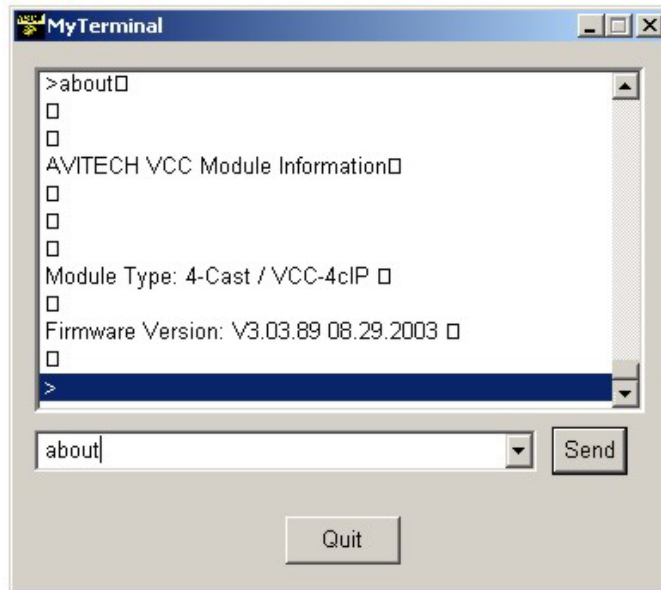 MyTerminal
>about□
□
□
AVITECH VCC Module Information□
□
□
□
Module Type: 4-Cast / VCC-4cIP □
□
Firmware Version: V3.03.89 08.29.2003 □
□
>
about
Send
Quit